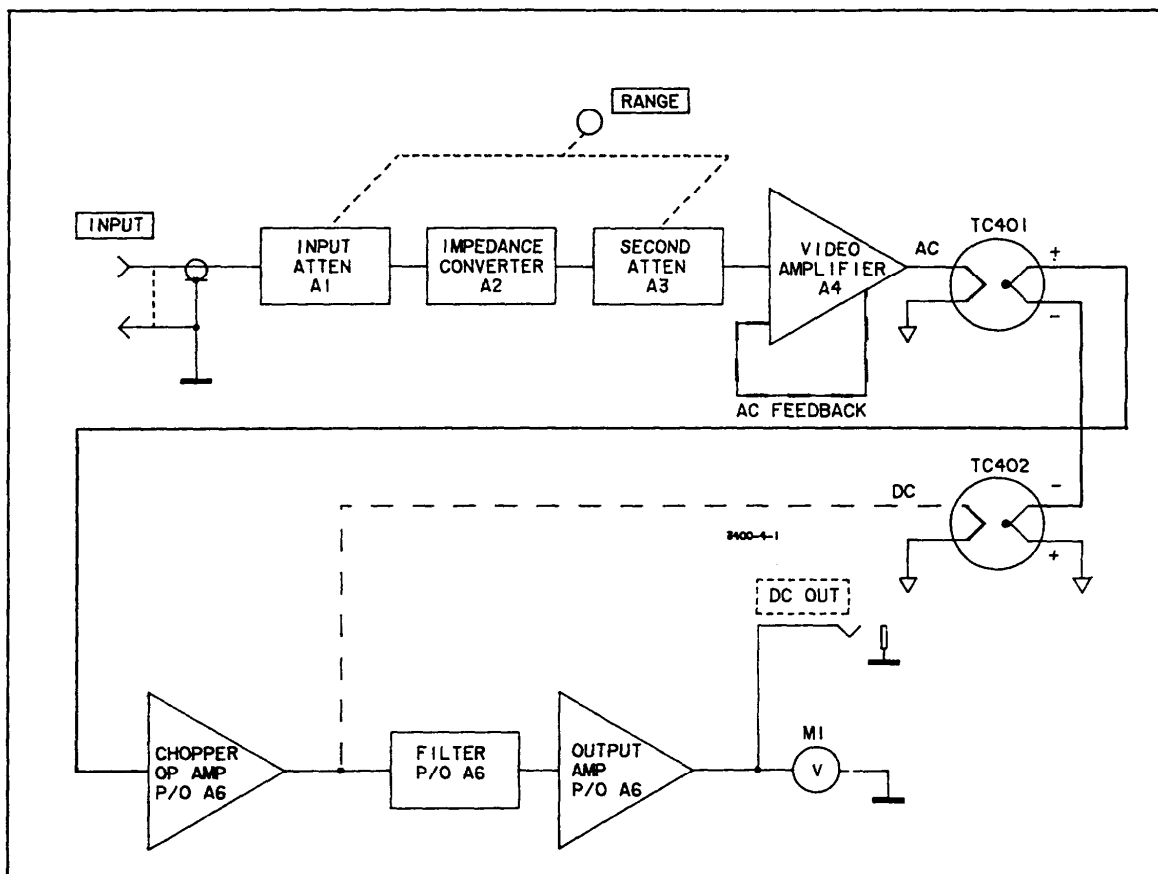 RANGE
INPUT
INPUT
ATTEN
A1
IMPEDANCE
CONVERTER
A2
SECOND
ATTEN
A3
VIDEO
AMPLIFIER
A4
AC
TC401
+
-
AC FEEDBACK
TC402
DC
-
+
3400-4-1
DC OUT
CHOPPER
OP AMP
P/O A6
FILTER
P/O A6
OUTPUT
AMP
P/O A6
M1
V